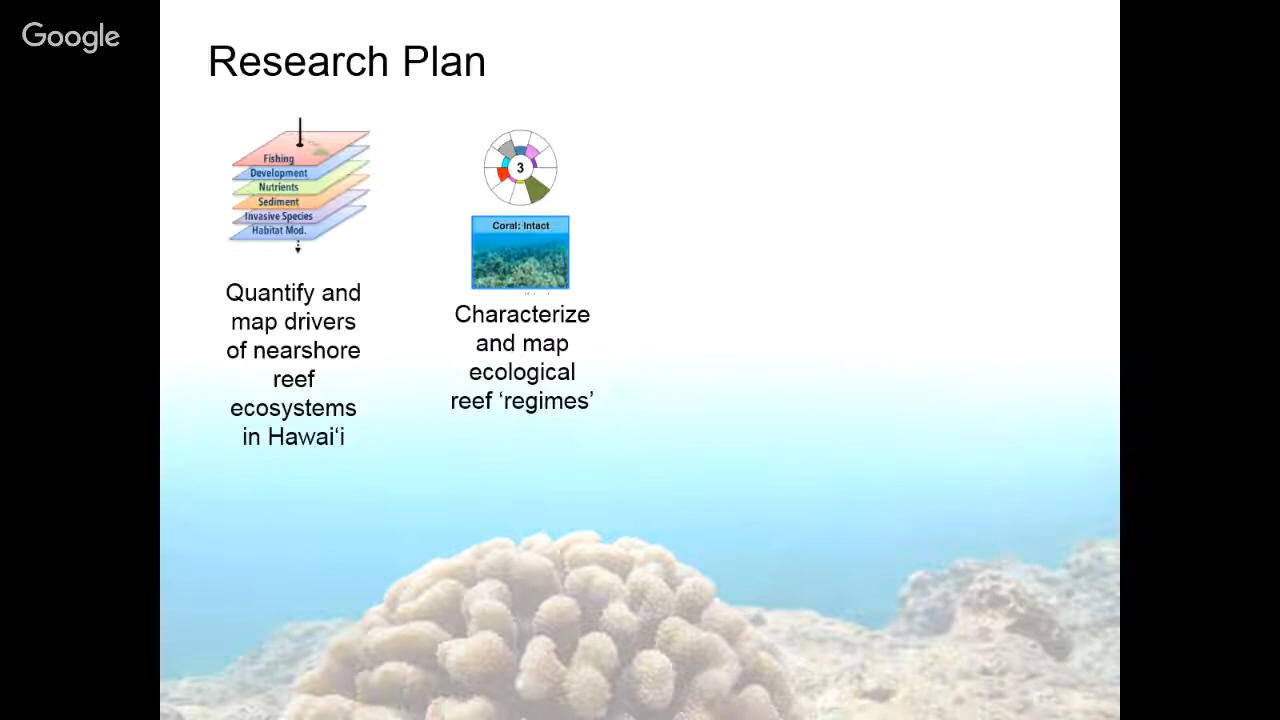 Google
Research Plan
Fishing
Development
Nutrients
Sediment
Invasive Species
Habitat Mod.
Quantify and
map drivers
of nearshore
reef
ecosystems
in Hawai‘i
3
Coral: Intact
Characterize
and map
ecological
reef ‘regimes’